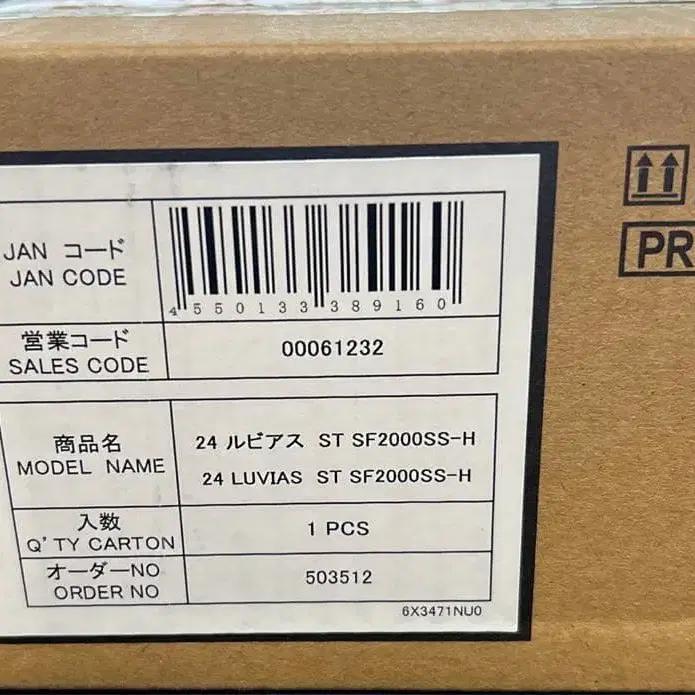 JAN コード
JAN CODE
4 550133 389160
営業コード
SALES CODE
00061232
商品名
MODEL NAME
24 ルビアス ST SF2000SS-H
24 LUVIAS ST SF2000SS-H
入数
Q'TY CARTON
1 PCS
オーダーNO
ORDER NO
503512
6X3471NU0
PR